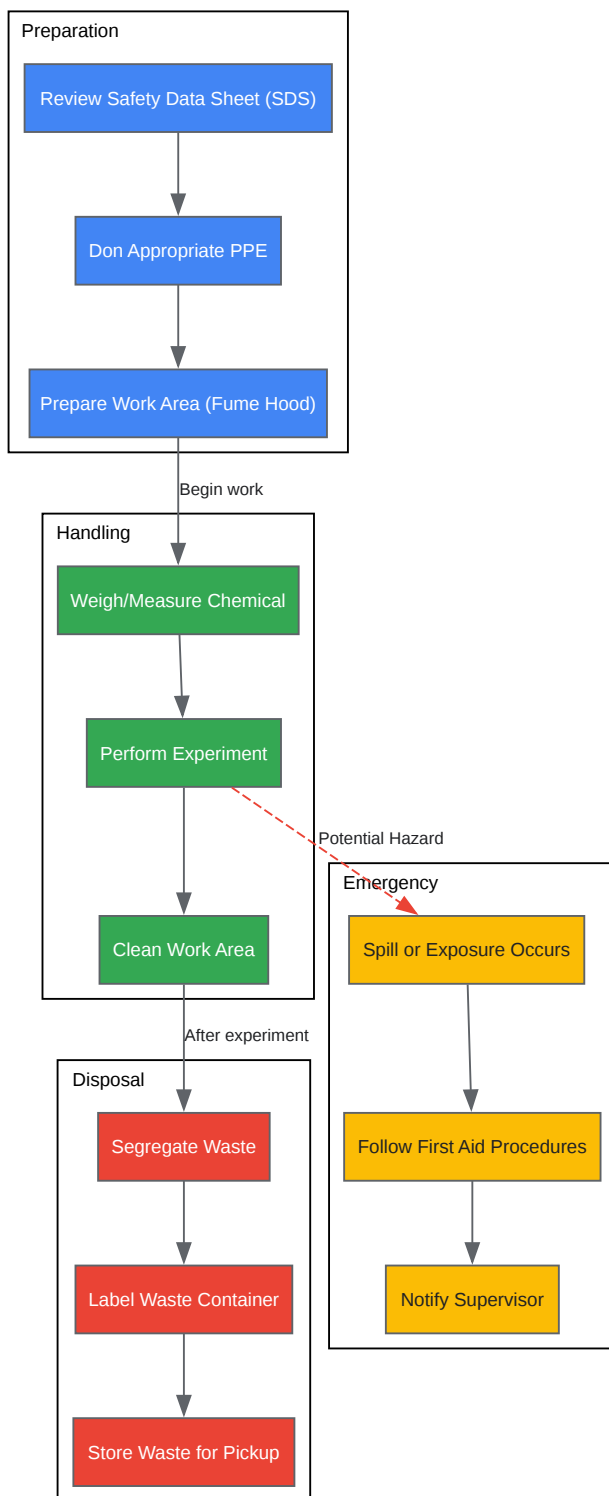 Preparation
Review Safety Data Sheet (SDS)
Don Appropriate PPE
Prepare Work Area (Fume Hood)
Begin work
Handling
Weigh/Measure Chemical
Perform Experiment
Potential Hazard
Clean Work Area
Emergency
Spill or Exposure Occurs
Follow First Aid Procedures
Notify Supervisor
After experiment
Disposal
Segregate Waste
Label Waste Container
Store Waste for Pickup